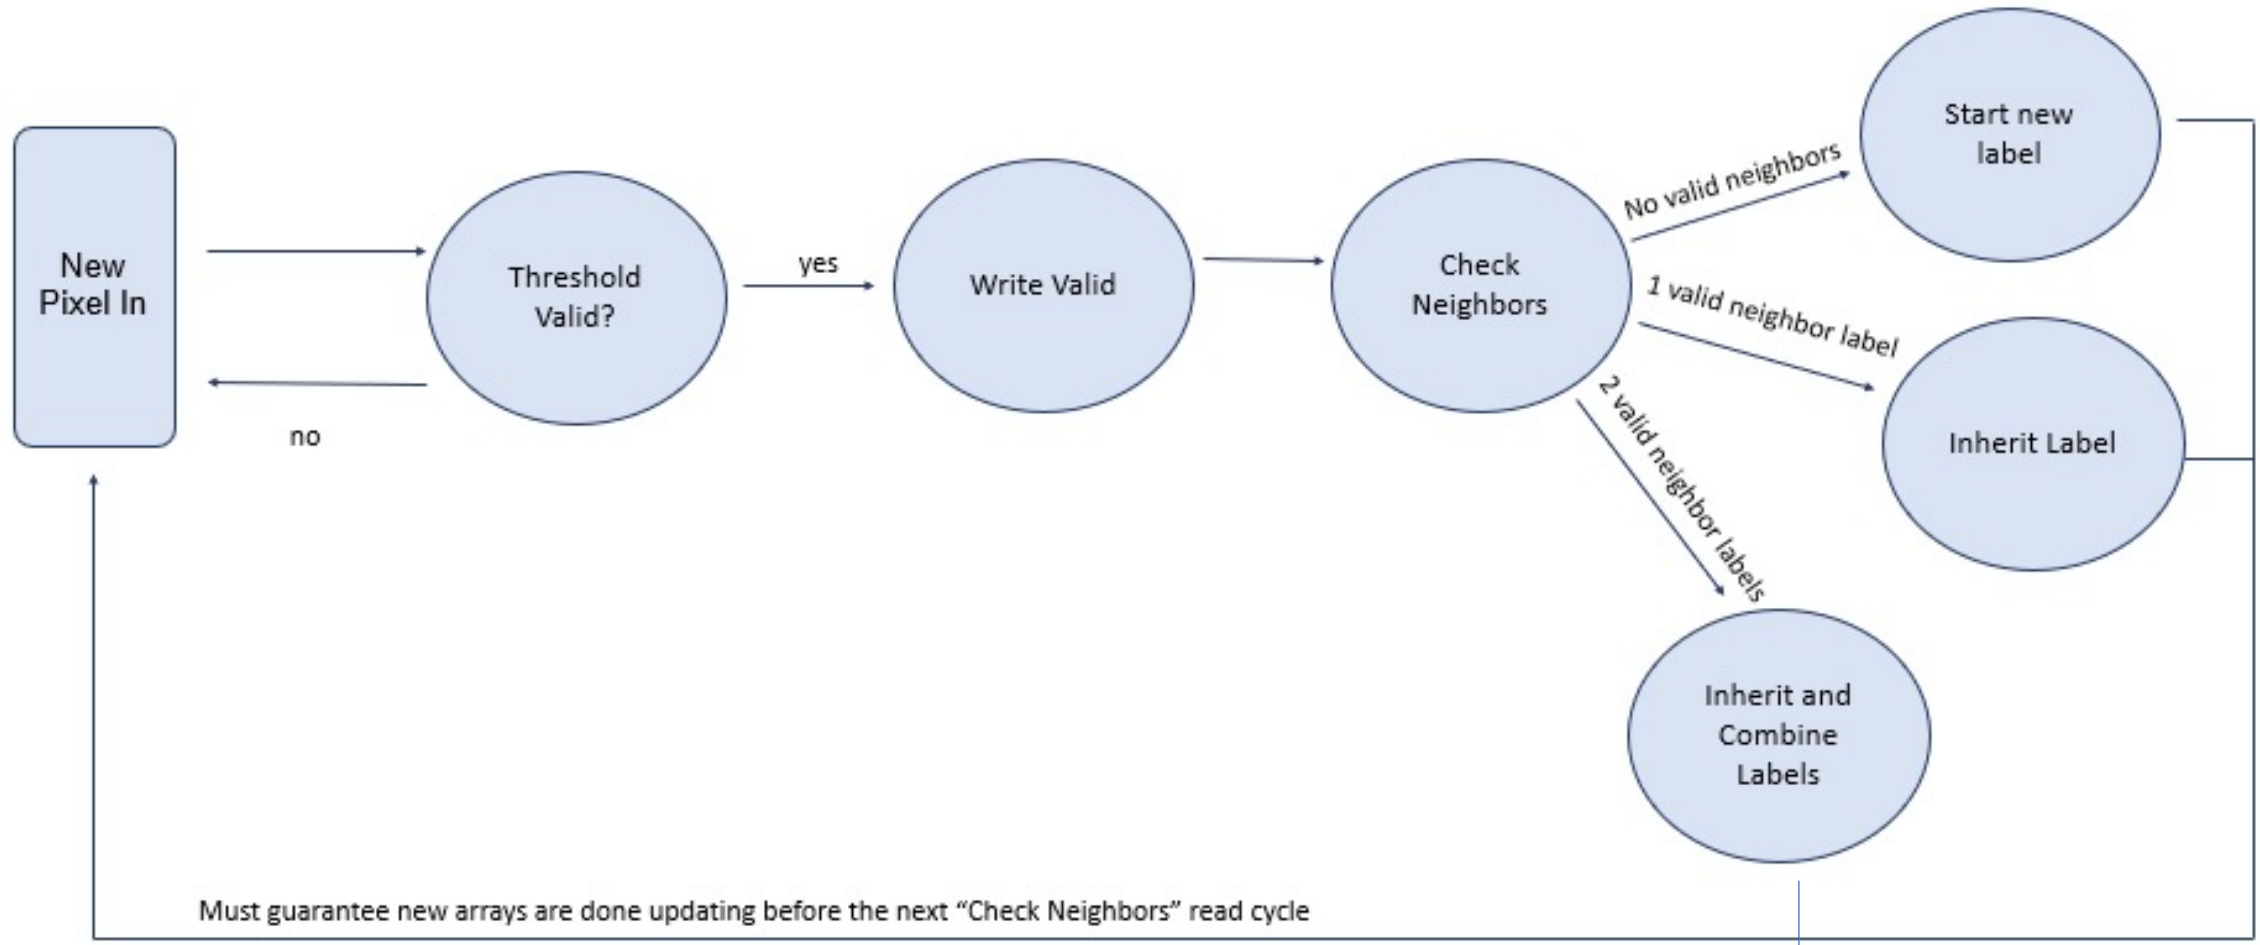 New
Pixel In
Threshold
Valid?
yes
no
Write Valid
Check
Neighbors
No valid neighbors
1 valid neighbor label
2 valid neighbor labels
Start new
label
Inherit Label
Inherit and
Combine
Labels
Must guarantee new arrays are done updating before the next “Check Neighbors” read cycle